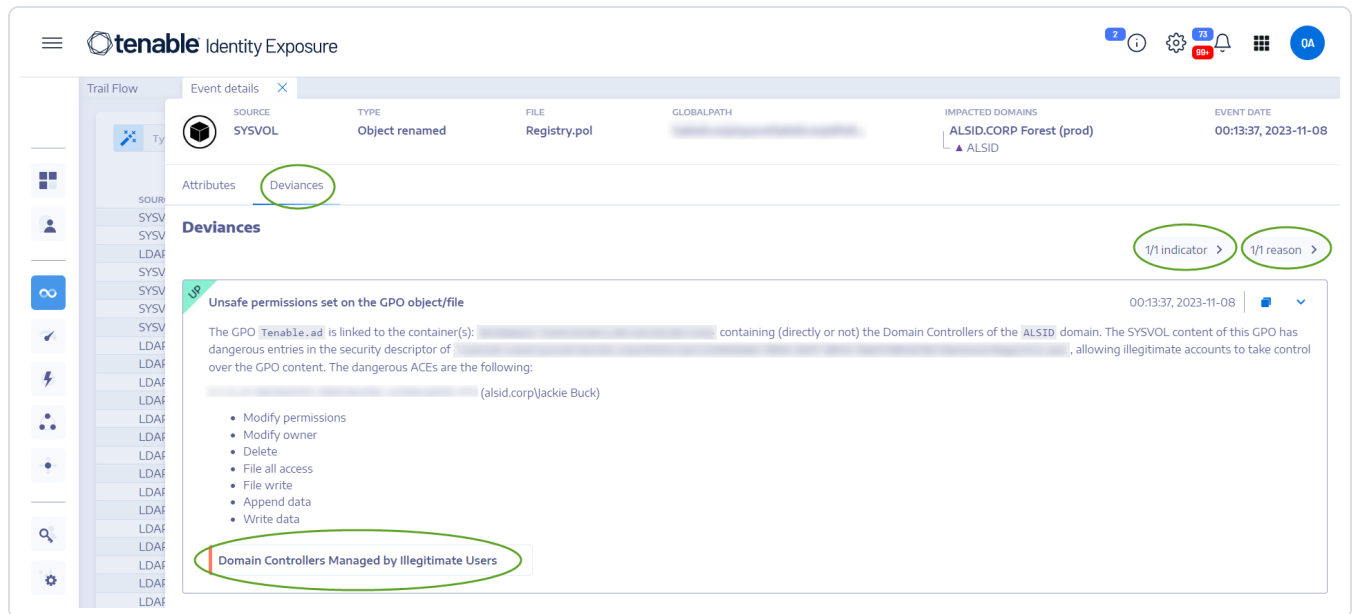 tenable Identity Exposure
2
73
99+
QA
Trail Flow
Event details
Ty
SOURCE
SYSVOL
TYPE
Object renamed
FILE
Registry.pol
GLOBALPATH
IMPACTED DOMAINS
ALSID.CORP Forest (prod)
ALSID
EVENT DATE
00:13:37, 2023-11-08
Attributes
Deviances
SOUR
SYSV
SYSV
LDAP
SYSV
SYSV
SYSV
SYSV
LDAP
LDAP
LDAP
LDAP
LDAP
LDAP
LDAP
LDAP
LDAP
LDAP
LDAP
LDAP
LDAP
LDAP
Deviances
1/1 indicator
1/1 reason
UP
Unsafe permissions set on the GPO object/file
00:13:37, 2023-11-08
The GPO Tenable.ad is linked to the container(s): containing (directly or not) the Domain Controllers of the ALSID domain. The SYSVOL content of this GPO has
dangerous entries in the security descriptor of , allowing illegitimate accounts to take control
over the GPO content. The dangerous ACEs are the following:
(alsid.corp\Jackie Buck)
• Modify permissions
• Modify owner
• Delete
• File all access
• File write
• Append data
• Write data
Domain Controllers Managed by Illegitimate Users